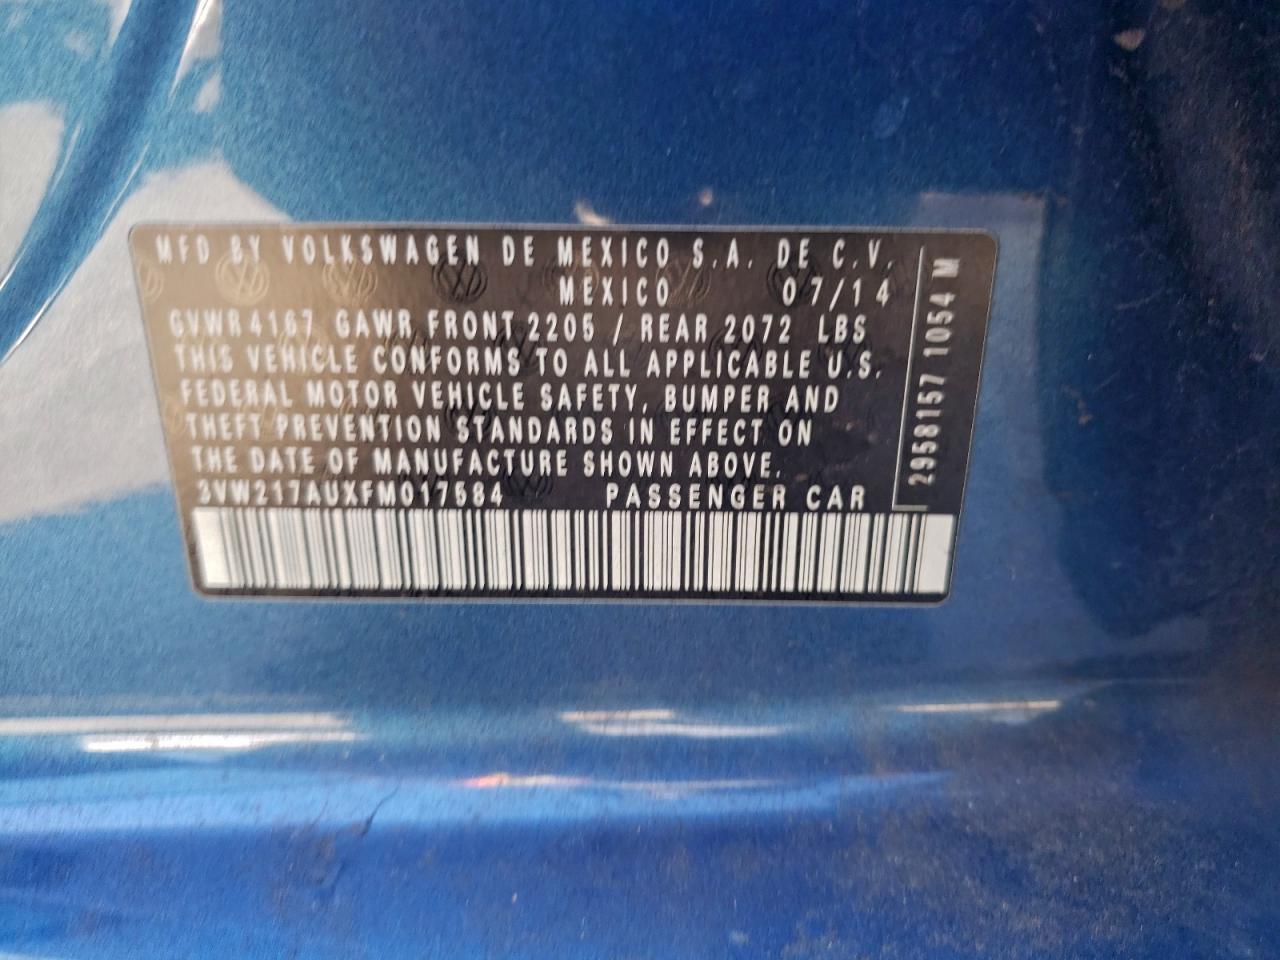 MFD BY VOLKSWAGEN DE MEXICO S.A. DE C.V.
MEXICO 07/14
GVWR 4167 GAWR FRONT 2205 / REAR 2072 LBS
THIS VEHICLE CONFORMS TO ALL APPLICABLE U.S.
FEDERAL MOTOR VEHICLE SAFETY, BUMPER AND
THEFT PREVENTION STANDARDS IN EFFECT ON
THE DATE OF MANUFACTURE SHOWN ABOVE.
3VW217AUXFM017584 PASSENGER CAR
2958157 1054 M